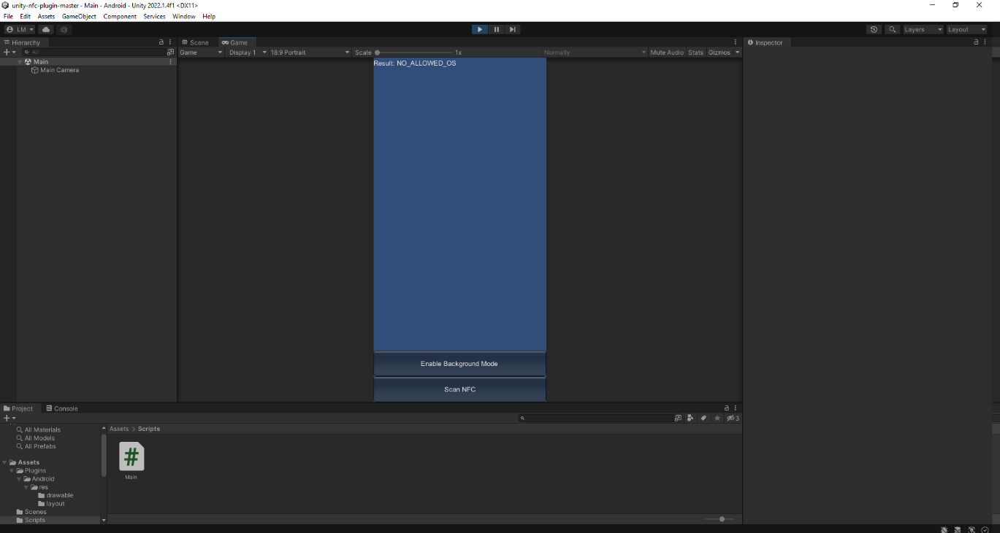 unity-nfc-plugin-master - Main - Android - Unity 2022.1.4f1 <DX11>
File Edit Assets GameObject Component Services Window Help
LM Layers Layout
Hierarchy Scene Game Inspector
All Game Display 1 18:9 Portrait Scale 1x Normally Mute Audio Stats Gizmos
Main
Main Camera
Result: NO_ALLOWED_OS
Enable Background Mode
Scan NFC
Project Console
3
All Materials
All Models
All Prefabs
Assets > Scripts
Assets
Plugins
Android
res
drawable
layout
Scenes
Scripts
#
Main